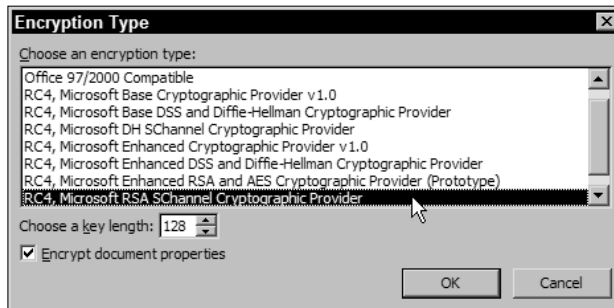 Encryption Type
Choose an encryption type:
Office 97/2000 Compatible
RC4, Microsoft Base Cryptographic Provider v1.0
RC4, Microsoft Base DSS and Diffie-Hellman Cryptographic Provider
RC4, Microsoft DH SChannel Cryptographic Provider
RC4, Microsoft Enhanced Cryptographic Provider v1.0
RC4, Microsoft Enhanced DSS and Diffie-Hellman Cryptographic Provider
RC4, Microsoft Enhanced RSA and AES Cryptographic Provider (Prototype)
RC4, Microsoft RSA SChannel Cryptographic Provider
Choose a key length: 128
Encrypt document properties
OK Cancel